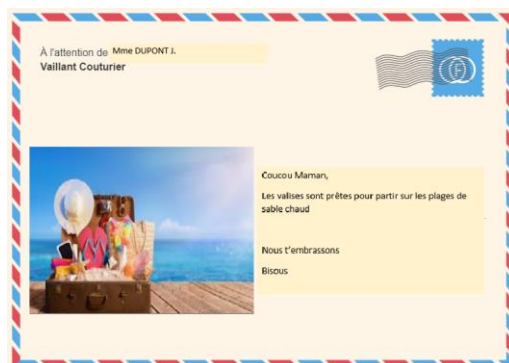 À l'attention de Mme DUPONT J.
Vaillant Couturier
Coucou Maman,
Les valises sont prêtes pour partir sur les plages de
sable chaud
Nous t'embrassons
Bisous